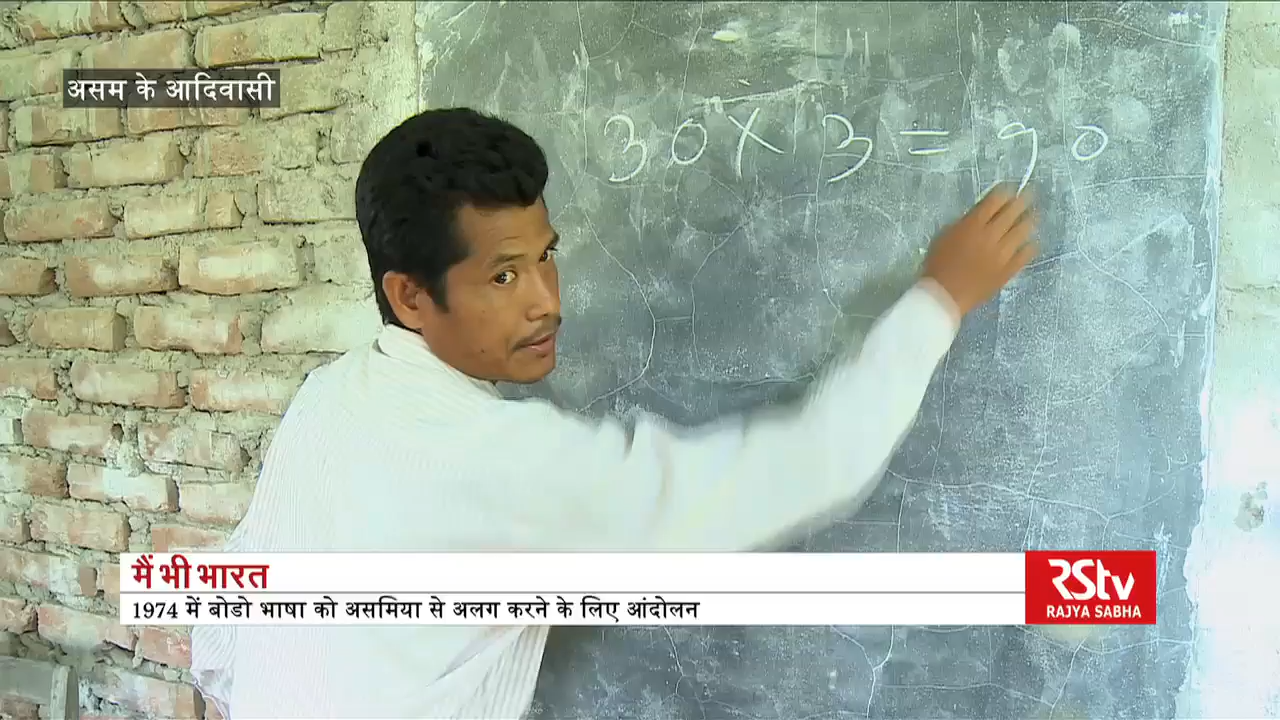 असम के आदिवासी
30 X 3 = 90
मैं भी भारत
1974 में बोडो भाषा को असमिया से अलग करने के लिए आंदोलन
RSTV
RAJYA SABHA